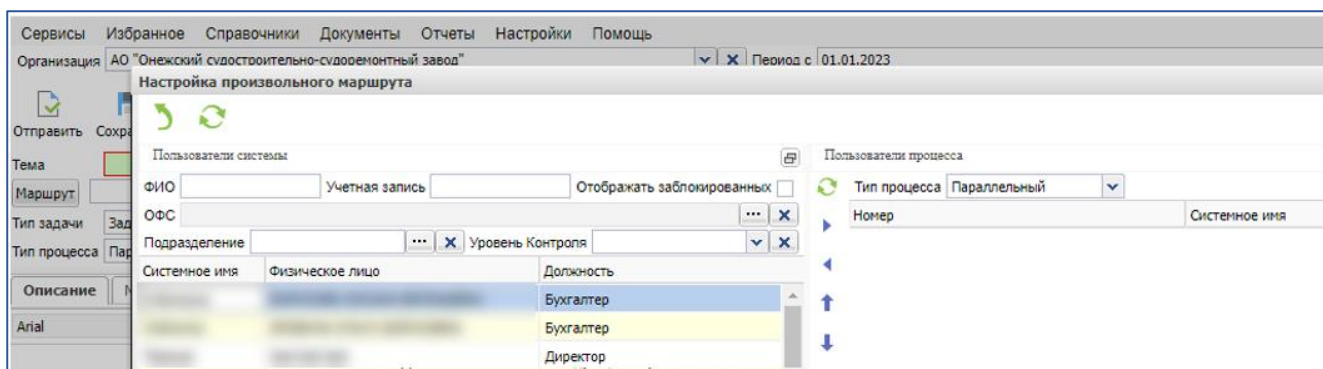 Сервисы Избранное Справочники Документы Отчеты Настройки Помощь
Организация АО "Онежский судостроительно-судоремонтный завод" Период с 01.01.2023
Настройка произвольного маршрута
Отправить Сохра
Пользователи системы Пользователи процесса
Тема
ФИО Учетная запись Отображать заблокированных Тип процесса Параллельный
Маршрут
ОФС Номер Системное имя
Тип задачи Зад
Подразделение Уровень Контроля
Тип процесса Пар
Системное имя Физическое лицо Должность
Описание
Бухгалтер
Arial Бухгалтер
Директор